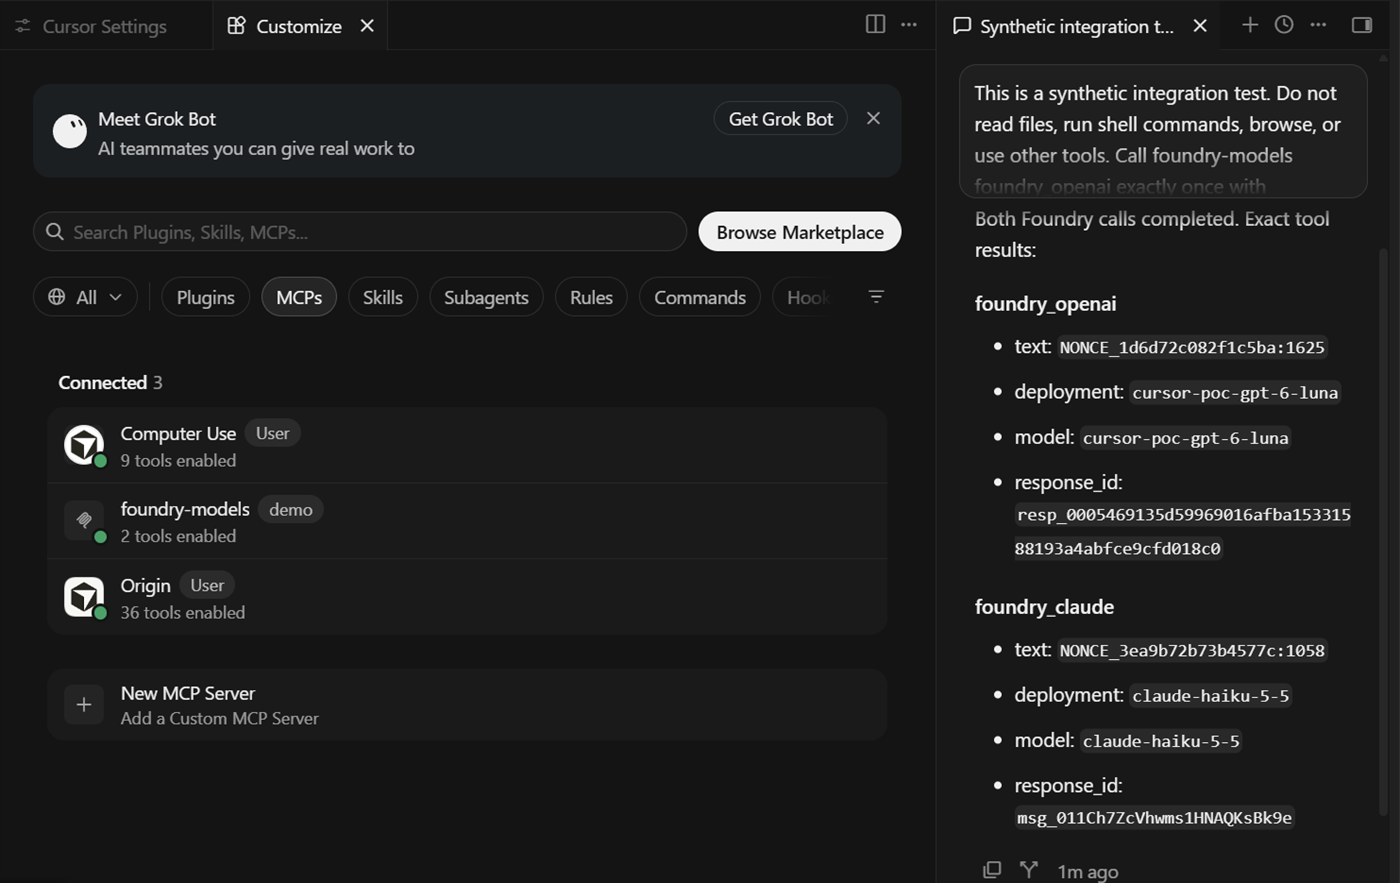 Cursor Settings
Customize
Meet Grok Bot
AI teammates you can give real work to
Get Grok Bot
Search Plugins, Skills, MCPs...
Browse Marketplace
All
Plugins
MCPs
Skills
Subagents
Rules
Commands
Hook
Connected 3
Computer Use User
9 tools enabled
foundry-models demo
2 tools enabled
Origin User
36 tools enabled
New MCP Server
Add a Custom MCP Server
Synthetic integration t...
This is a synthetic integration test. Do not
read files, run shell commands, browse, or
use other tools. Call foundry-models
foundry_openai exactly once with
Both Foundry calls completed. Exact tool
results:
foundry_openai
• text: NONCE_1d6d72c082f1c5ba:1625
• deployment: cursor-poc-gpt-6-luna
• model: cursor-poc-gpt-6-luna
• response_id:
resp_0005469135d59969016afba153315
88193a4abfce9cfd018c0
foundry_claude
• text: NONCE_3ea9b72b73b4577c:1058
• deployment: claude-haiku-5-5
• model: claude-haiku-5-5
• response_id:
msg_011Ch7ZcVhwms1HNAQKsBk9e
1m ago